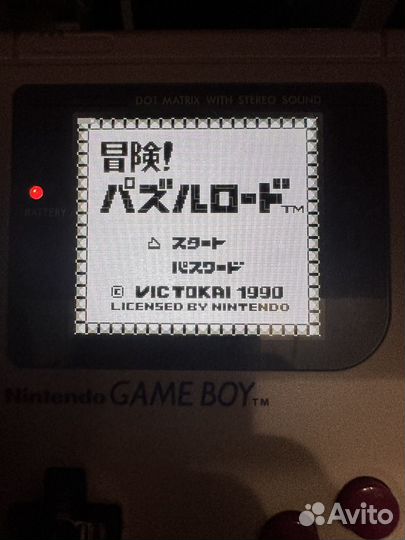 DOT MATRIX WITH STEREO SOUND
冒険!
パズルロード™
スタート
パスワード
© VICTOKAI 1990
LICENSED BY NINTENDO
BATTERY
Nintendo GAME BOY™
Avito